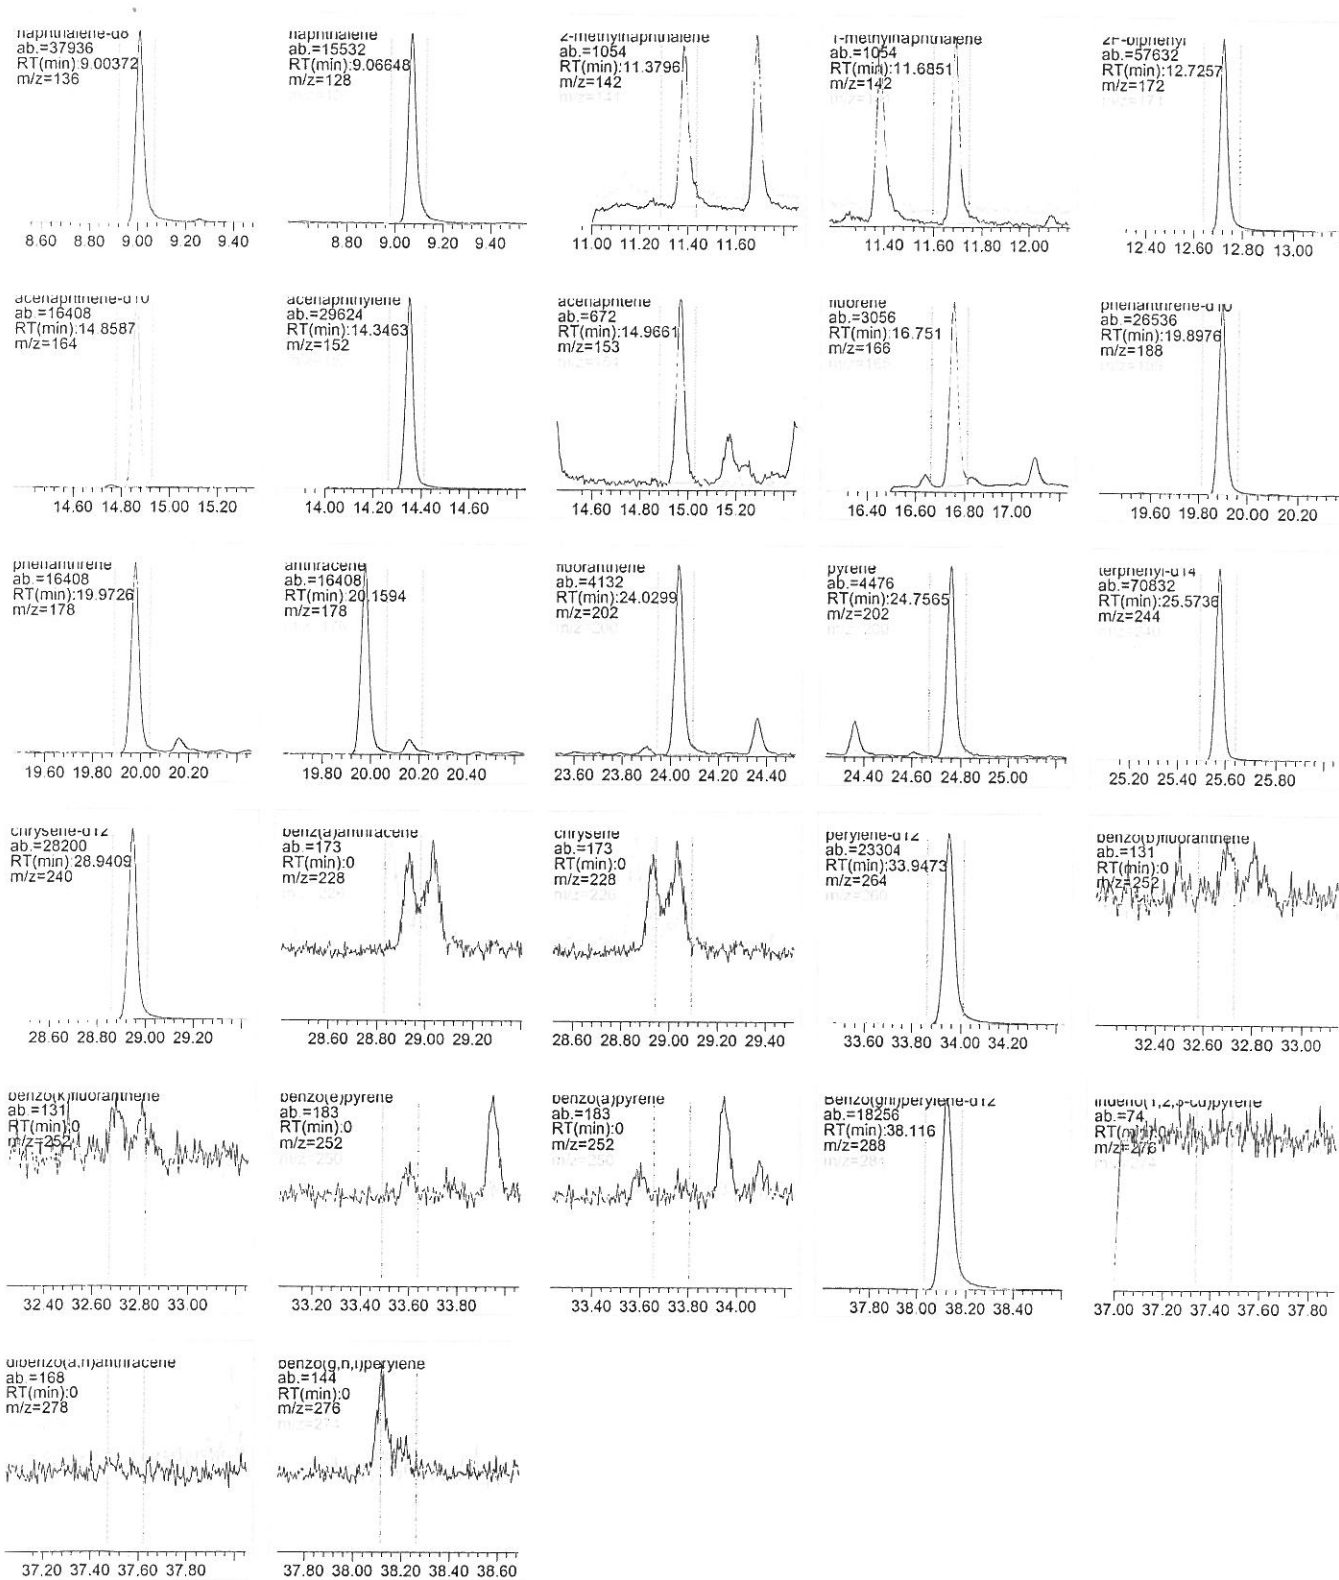 naphthalene-d8
ab.=37936
RT(min):9.00372
m/z=136
8.60 8.80 9.00 9.20 9.40
naphthalene
ab.=15532
RT(min):9.06648
m/z=128
8.80 9.00 9.20 9.40
2-methylnaphthalene
ab.=1054
RT(min):11.3796
m/z=142
11.00 11.20 11.40 11.60
1-methylnaphthalene
ab.=1054
RT(min):11.6851
m/z=142
11.40 11.60 11.80 12.00
2F-biphenyl
ab.=57632
RT(min):12.7257
m/z=172
12.40 12.60 12.80 13.00
acenaphthene-d10
ab.=16408
RT(min):14.8587
m/z=164
14.60 14.80 15.00 15.20
acenaphthylene
ab.=29624
RT(min):14.3463
m/z=152
14.00 14.20 14.40 14.60
acenaphtene
ab.=672
RT(min):14.9661
m/z=153
14.60 14.80 15.00 15.20
fluorene
ab.=3056
RT(min):16.751
m/z=166
16.40 16.60 16.80 17.00
phenanthrene-d10
ab.=26536
RT(min):19.8976
m/z=188
19.60 19.80 20.00 20.20
phenanthrene
ab.=16408
RT(min):19.9726
m/z=178
19.60 19.80 20.00 20.20
anthracene
ab.=16408
RT(min):20.1594
m/z=178
19.80 20.00 20.20 20.40
fluoranthene
ab.=4132
RT(min):24.0299
m/z=202
23.60 23.80 24.00 24.20 24.40
pyrene
ab.=4476
RT(min):24.7565
m/z=202
24.40 24.60 24.80 25.00
terphenyl-d14
ab.=70832
RT(min):25.5736
m/z=244
25.20 25.40 25.60 25.80
chrysene-d12
ab.=28200
RT(min):28.9409
m/z=240
28.60 28.80 29.00 29.20
benz(a)anthracene
ab.=173
RT(min):0
m/z=228
28.60 28.80 29.00 29.20
chrysene
ab.=173
RT(min):0
m/z=228
28.60 28.80 29.00 29.20 29.40
perylene-d12
ab.=23304
RT(min):33.9473
m/z=264
33.60 33.80 34.00 34.20
benzo(b)fluoranthene
ab.=131
RT(min):0
m/z=252
32.40 32.60 32.80 33.00
benzo(k)fluoranthene
ab.=131
RT(min):0
m/z=252
32.40 32.60 32.80 33.00
benzo(e)pyrene
ab.=183
RT(min):0
m/z=252
33.20 33.40 33.60 33.80
benzo(a)pyrene
ab.=183
RT(min):0
m/z=252
33.40 33.60 33.80 34.00
Benzo(ghi)perylene-d12
ab.=18256
RT(min):38.116
m/z=288
37.80 38.00 38.20 38.40
indeno(1,2,3-cd)pyrene
ab.=74
RT(min):0
m/z=276
37.00 37.20 37.40 37.60 37.80
dibenzo(a,h)anthracene
ab.=168
RT(min):0
m/z=278
37.20 37.40 37.60 37.80
benzo(g,h,i)perylene
ab.=144
RT(min):0
m/z=276
37.80 38.00 38.20 38.40 38.60